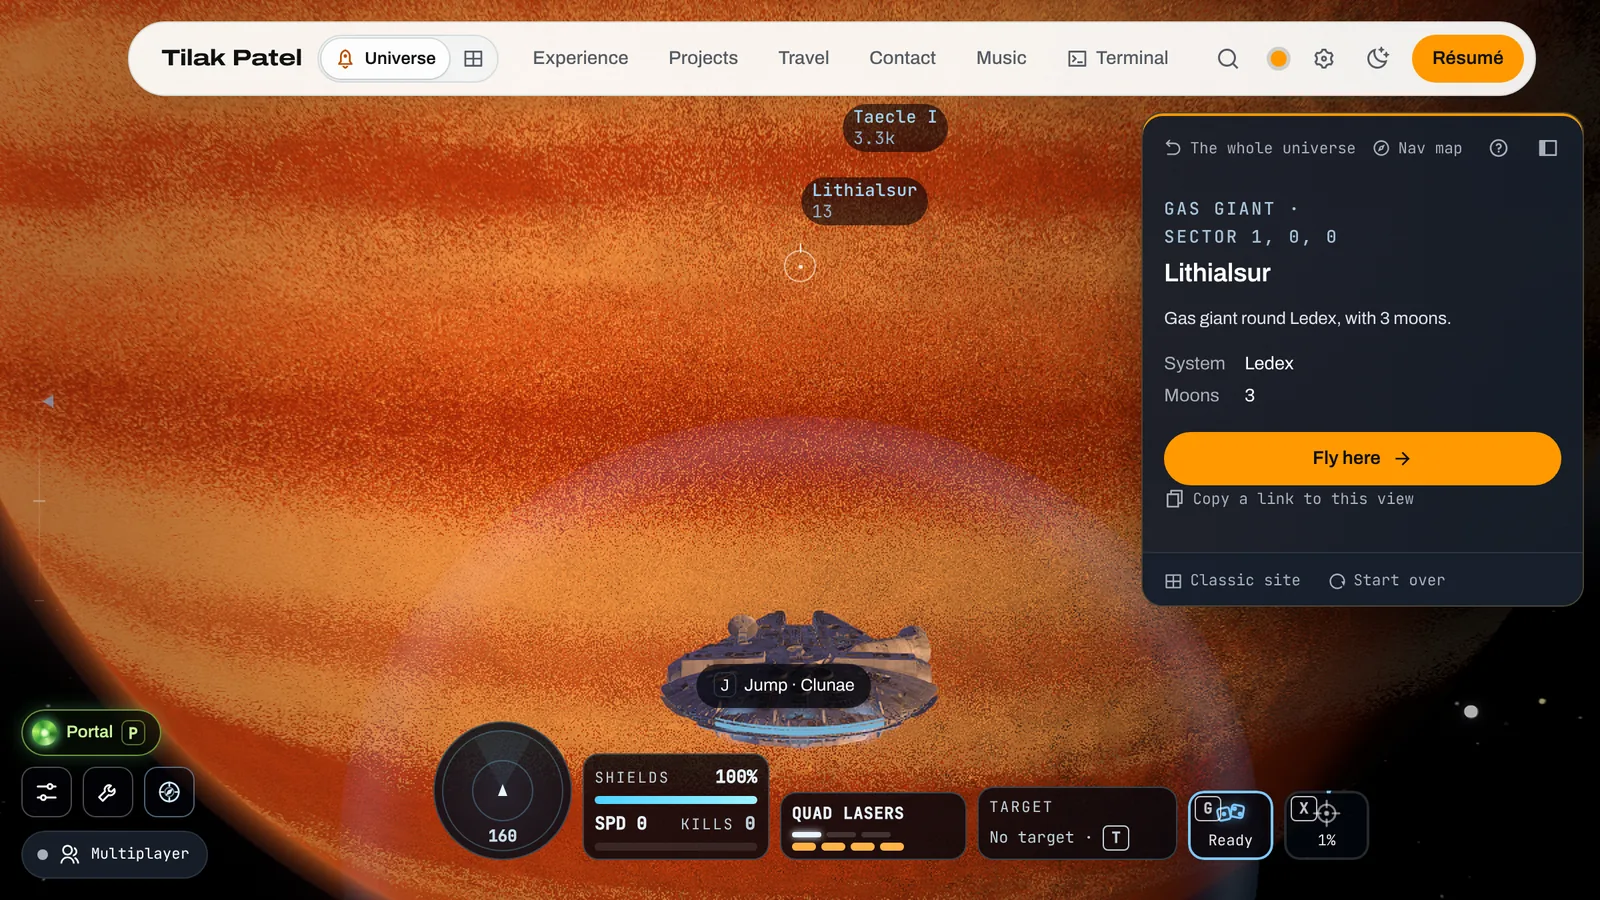 Tilak Patel
Universe
Experience
Projects
Travel
Contact
Music
Terminal
Résumé
Taecle I
3.3k
Lithialsur
13
The whole universe
Nav map
GAS GIANT ·
SECTOR 1, 0, 0
Lithialsur
Gas giant round Ledex, with 3 moons.
System Ledex
Moons 3
Fly here
Copy a link to this view
Classic site
Start over
J Jump · Clunae
Portal P
Multiplayer
160
SHIELDS 100%
SPD 0 KILLS 0
QUAD LASERS
TARGET
No target · T
G
Ready
X
1%